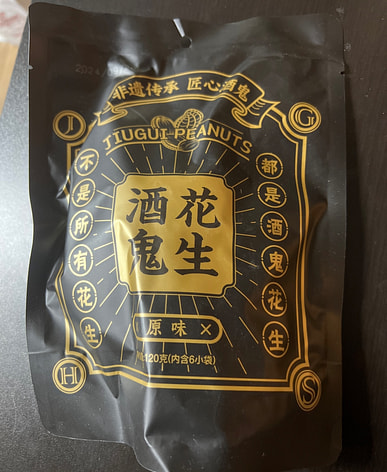 非遗传承 匠心酒鬼
JIUGUI PEANUTS
J
G
不是所有花生
都是酒鬼花生
酒鬼
花生
原味
120克(内含6小袋)
H
S